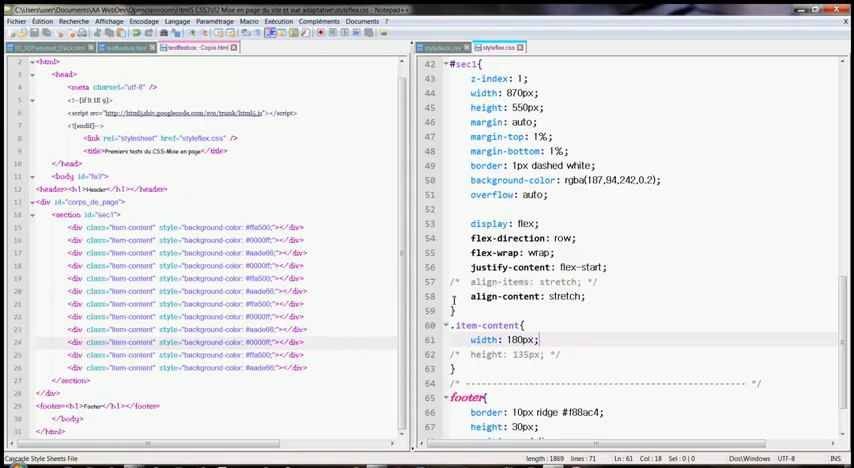 C:\Users\user\Documents\AA WebDev\Openclassroom\Html5 CSS3\02 Mise en page du site et vue adaptative\styleflex.css - Notepad++
Fichier Édition Recherche Affichage Encodage Langage Paramétrage Macro Exécution Compléments Documents ?
testflexbox.html testflexbox - Copie.html styledeck.css styleflex.css
2 <html>
3 <head>
4 <meta charset="utf-8" />
5 <!--[if lt IE 9]>
6 <script src="http://html5shiv.googlecode.com/svn/trunk/html5.js"></script>
7 <![endif]-->
8 <link rel="stylesheet" href="styleflex.css" />
9 <title>Premiers tests du CSS-Mise en page</title>
10 </head>
11 <body id="fe3">
12 <header><h1>Header</h1></header>
13 <div id="corps_de_page">
14 <section id="sec1">
15 <div class="item-content" style="background-color: #ffa500;"></div>
16 <div class="item-content" style="background-color: #0000ff;"></div>
17 <div class="item-content" style="background-color: #aade66;"></div>
18 <div class="item-content" style="background-color: #0000ff;"></div>
19 <div class="item-content" style="background-color: #ffa500;"></div>
20 <div class="item-content" style="background-color: #aade66;"></div>
21 <div class="item-content" style="background-color: #0000ff;"></div>
22 <div class="item-content" style="background-color: #ffa500;"></div>
23 <div class="item-content" style="background-color: #aade66;"></div>
24 <div class="item-content" style="background-color: #0000ff;"></div>
25 <div class="item-content" style="background-color: #ffa500;"></div>
26 <div class="item-content" style="background-color: #aade66;"></div>
27 </section>
28 </div>
29 <footer><h1>Footer</h1></footer>
30 </body>
31 </html>
42 #sec1{
43 z-index: 1;
44 width: 870px;
45 height: 550px;
46 margin: auto;
47 margin-top: 1%;
48 margin-bottom: 1%;
49 border: 1px dashed white;
50 background-color: rgba(187,94,242,0.2);
51 overflow: auto;
52
53 display: flex;
54 flex-direction: row;
55 flex-wrap: wrap;
56 justify-content: flex-start;
57 /* align-items: stretch; */
58 align-content: stretch;
59 }
60 .item-content{
61 width: 180px;
62 /* height: 135px; */
63 }
64 /* -------------------------------------------------- */
65 footer{
66 border: 10px ridge #f88ac4;
67 height: 30px;
Cascade Style Sheets File length : 1869 lines : 71 Ln : 61 Col : 18 Sel : 0 | 0 Dos\Windows UTF-8 INS